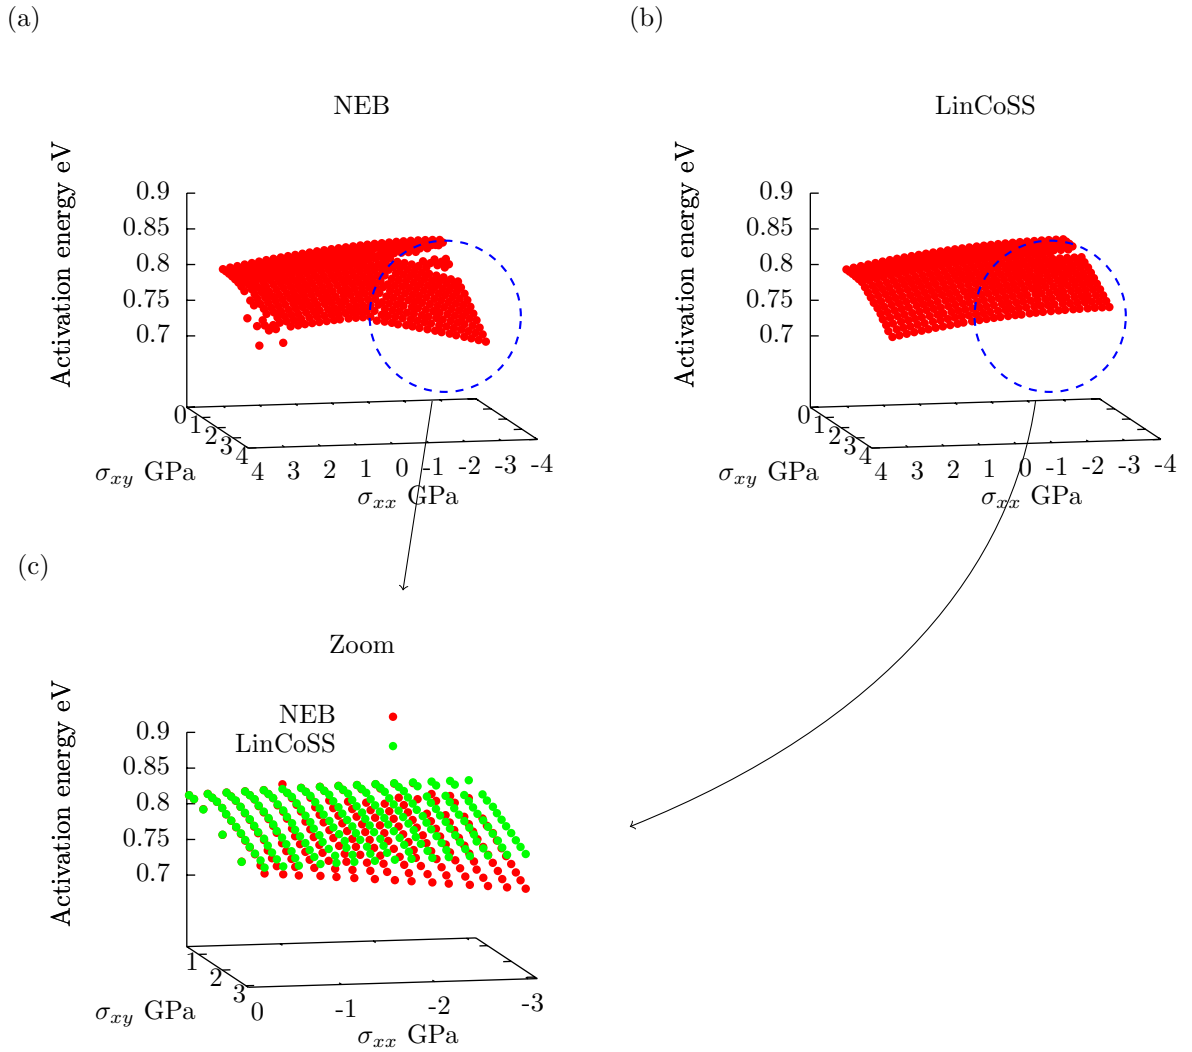 (a)
NEB
Activation energy eV
0.9
0.85
0.8
0.75
0.7
0
1
2
3
4
σxy GPa
4 3 2 1 0 -1 -2 -3 -4
σxx GPa
(b)
LinCoSS
Activation energy eV
0.9
0.85
0.8
0.75
0.7
0
1
2
3
4
σxy GPa
4 3 2 1 0 -1 -2 -3 -4
σxx GPa
(c)
Zoom
NEB
LinCoSS
Activation energy eV
0.9
0.85
0.8
0.75
0.7
1
2
3
σxy GPa
0 -1 -2 -3
σxx GPa